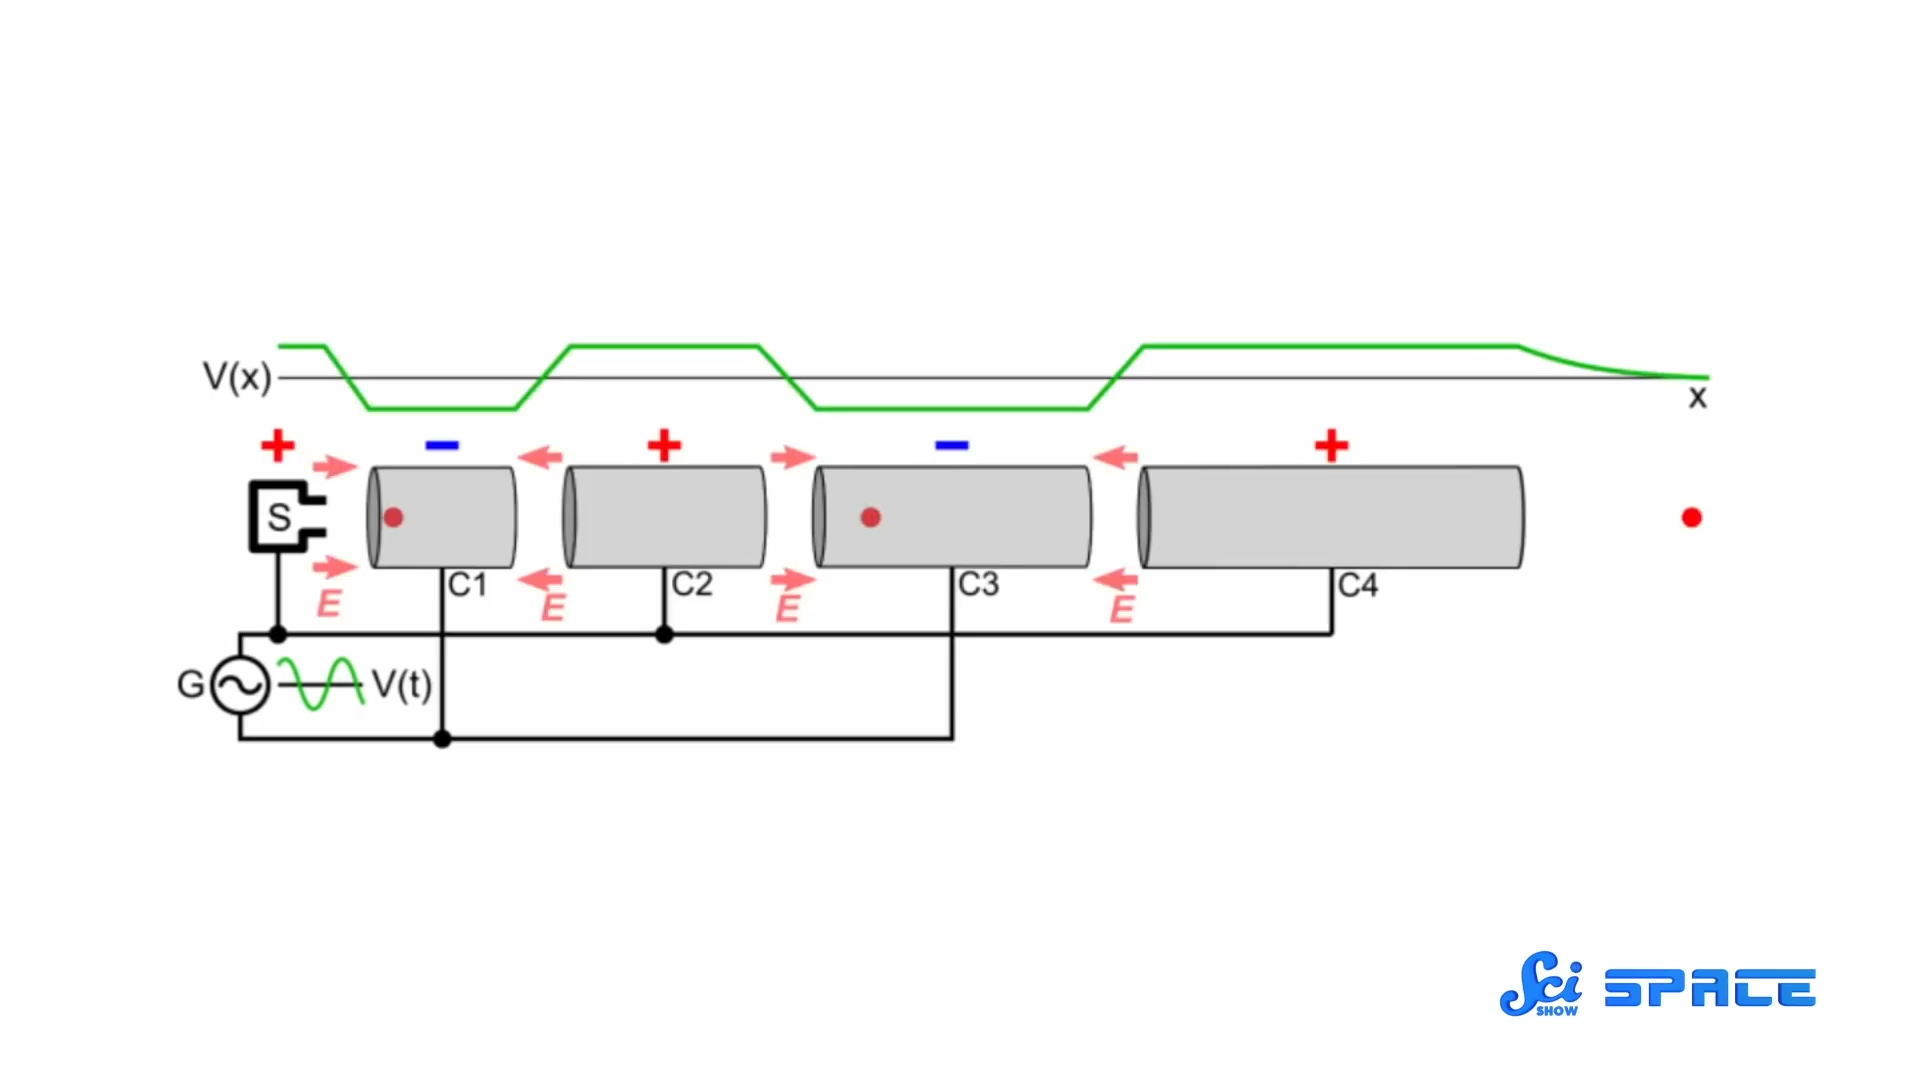 V(x)
x
+ − + − +
S
C1 C2 C3 C4
E E E E
G V(t)
Sci SHOW SPACE